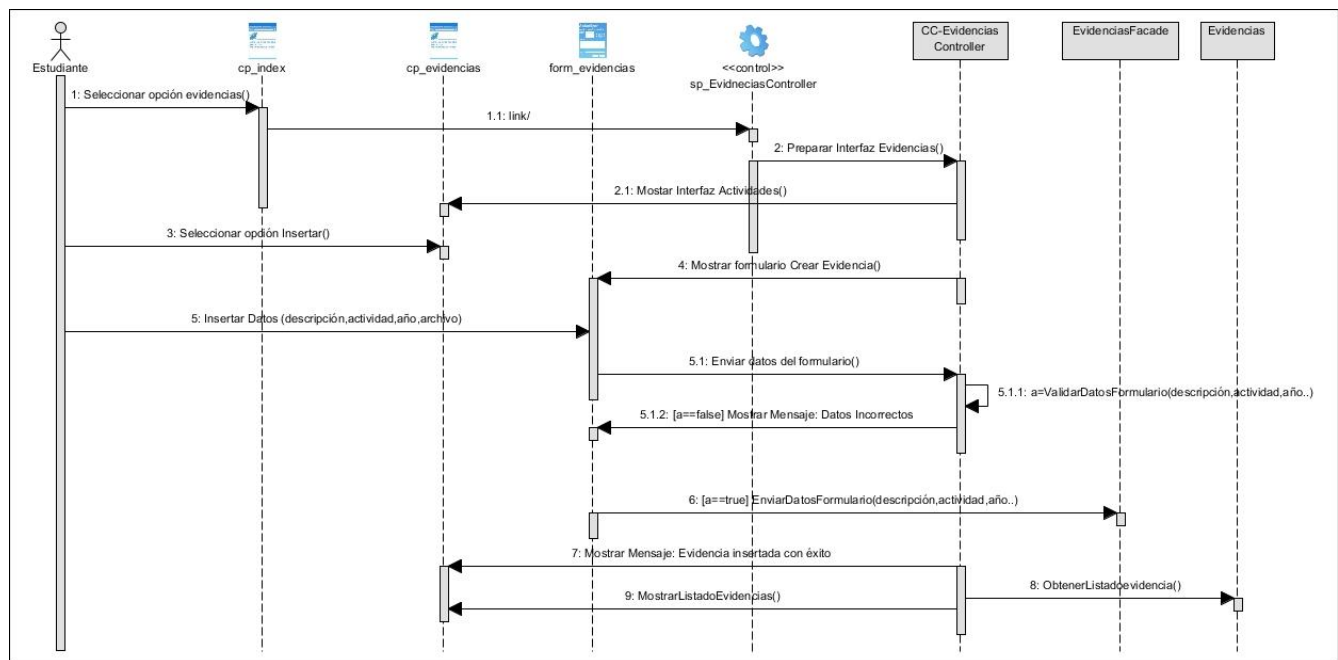 Estudiante
cp_index
cp_evidencias
form_evidencias
<<control>>
sp_EvidneciasController
CC-Evidencias
Controller
EvidenciasFacade
Evidencias
1: Seleccionar opción evidencias()
1.1: link/
2: Preparar Interfaz Evidencias()
2.1: Mostar Interfaz Actividades()
3: Seleccionar opción Insertar()
4: Mostrar formulario Crear Evidencia()
5: Insertar Datos (descripción,actividad,año,archivo)
5.1: Enviar datos del formulario()
5.1.1: a=ValidarDatosFormulario(descripción,actividad,año..)
5.1.2: [a==false] Mostrar Mensaje: Datos Incorrectos
6: [a==true] EnviarDatosFormulario(descripción,actividad,año..)
7: Mostrar Mensaje: Evidencia insertada con éxito
8: ObtenerListadoevidencia()
9: MostrarListadoEvidencias()